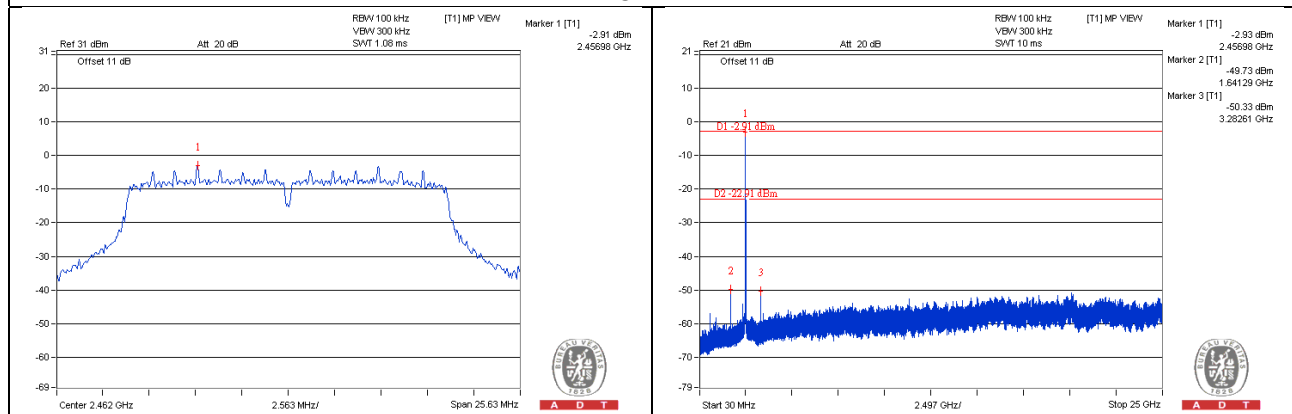 RBW 100 kHz [T1] MP VIEW
VBW 300 kHz
Ref 31 dBm Att 20 dB SWT 1.08 ms
Marker 1 [T1]
-2.91 dBm
2.45698 GHz
31
Offset 11 dB
20
10
0
-10
-20
-30
-40
-50
-60
-69
1
Center 2.462 GHz 2.563 MHz/ Span 25.63 MHz
BUREAU VERITAS
1828
A D T
RBW 100 kHz [T1] MP VIEW
VBW 300 kHz
Ref 21 dBm Att 20 dB SWT 10 ms
Marker 1 [T1]
-2.93 dBm
2.45698 GHz
Marker 2 [T1]
-49.73 dBm
1.64129 GHz
Marker 3 [T1]
-50.33 dBm
3.28261 GHz
21
Offset 11 dB
10
0
-10
-20
-30
-40
-50
-60
-70
-79
1
D1 -2.91 dBm
D2 -22.91 dBm
2
3
Start 30 MHz 2.497 GHz/ Stop 25 GHz
BUREAU VERITAS
1828
A D T